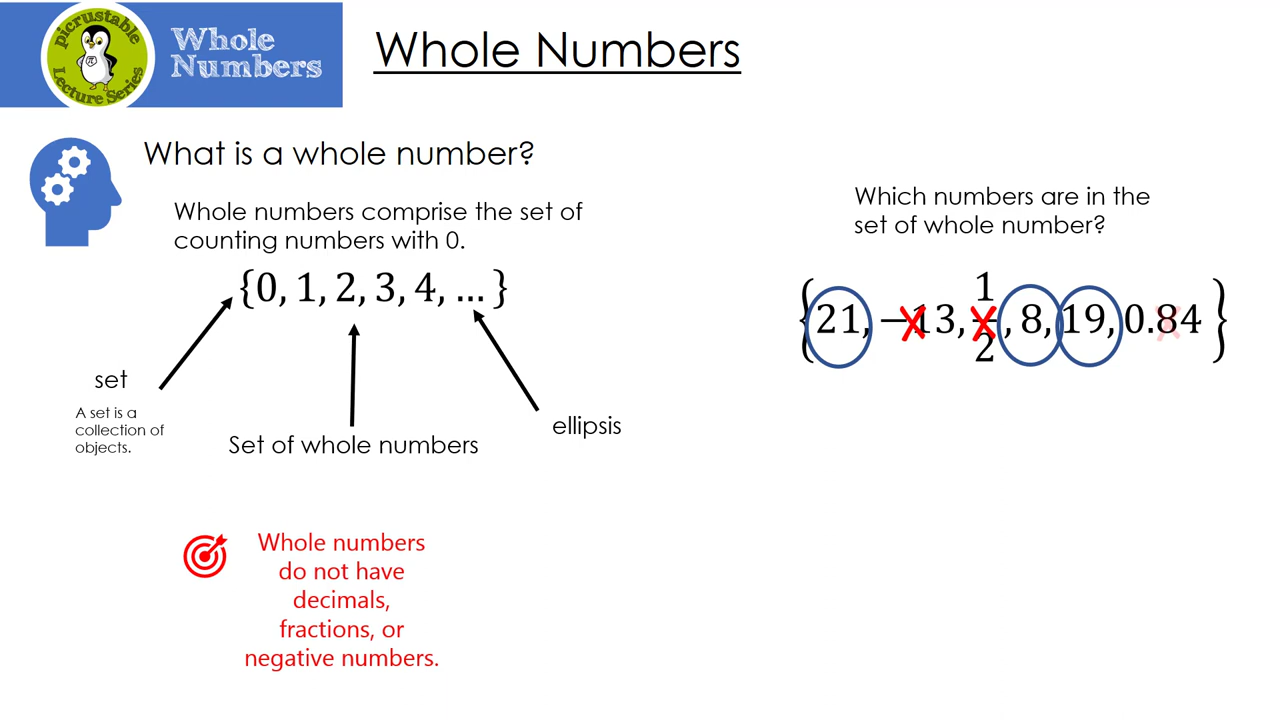 picrustable
Lecture Series
π
Whole
Numbers
Whole Numbers
What is a whole number?
Whole numbers comprise the set of
counting numbers with 0.
{0, 1, 2, 3, 4, … }
set
A set is a
collection of
objects.
Set of whole numbers
ellipsis
Whole numbers
do not have
decimals,
fractions, or
negative numbers.
Which numbers are in the
set of whole number?
{21, −13, 1/2, 8, 19, 0.84}